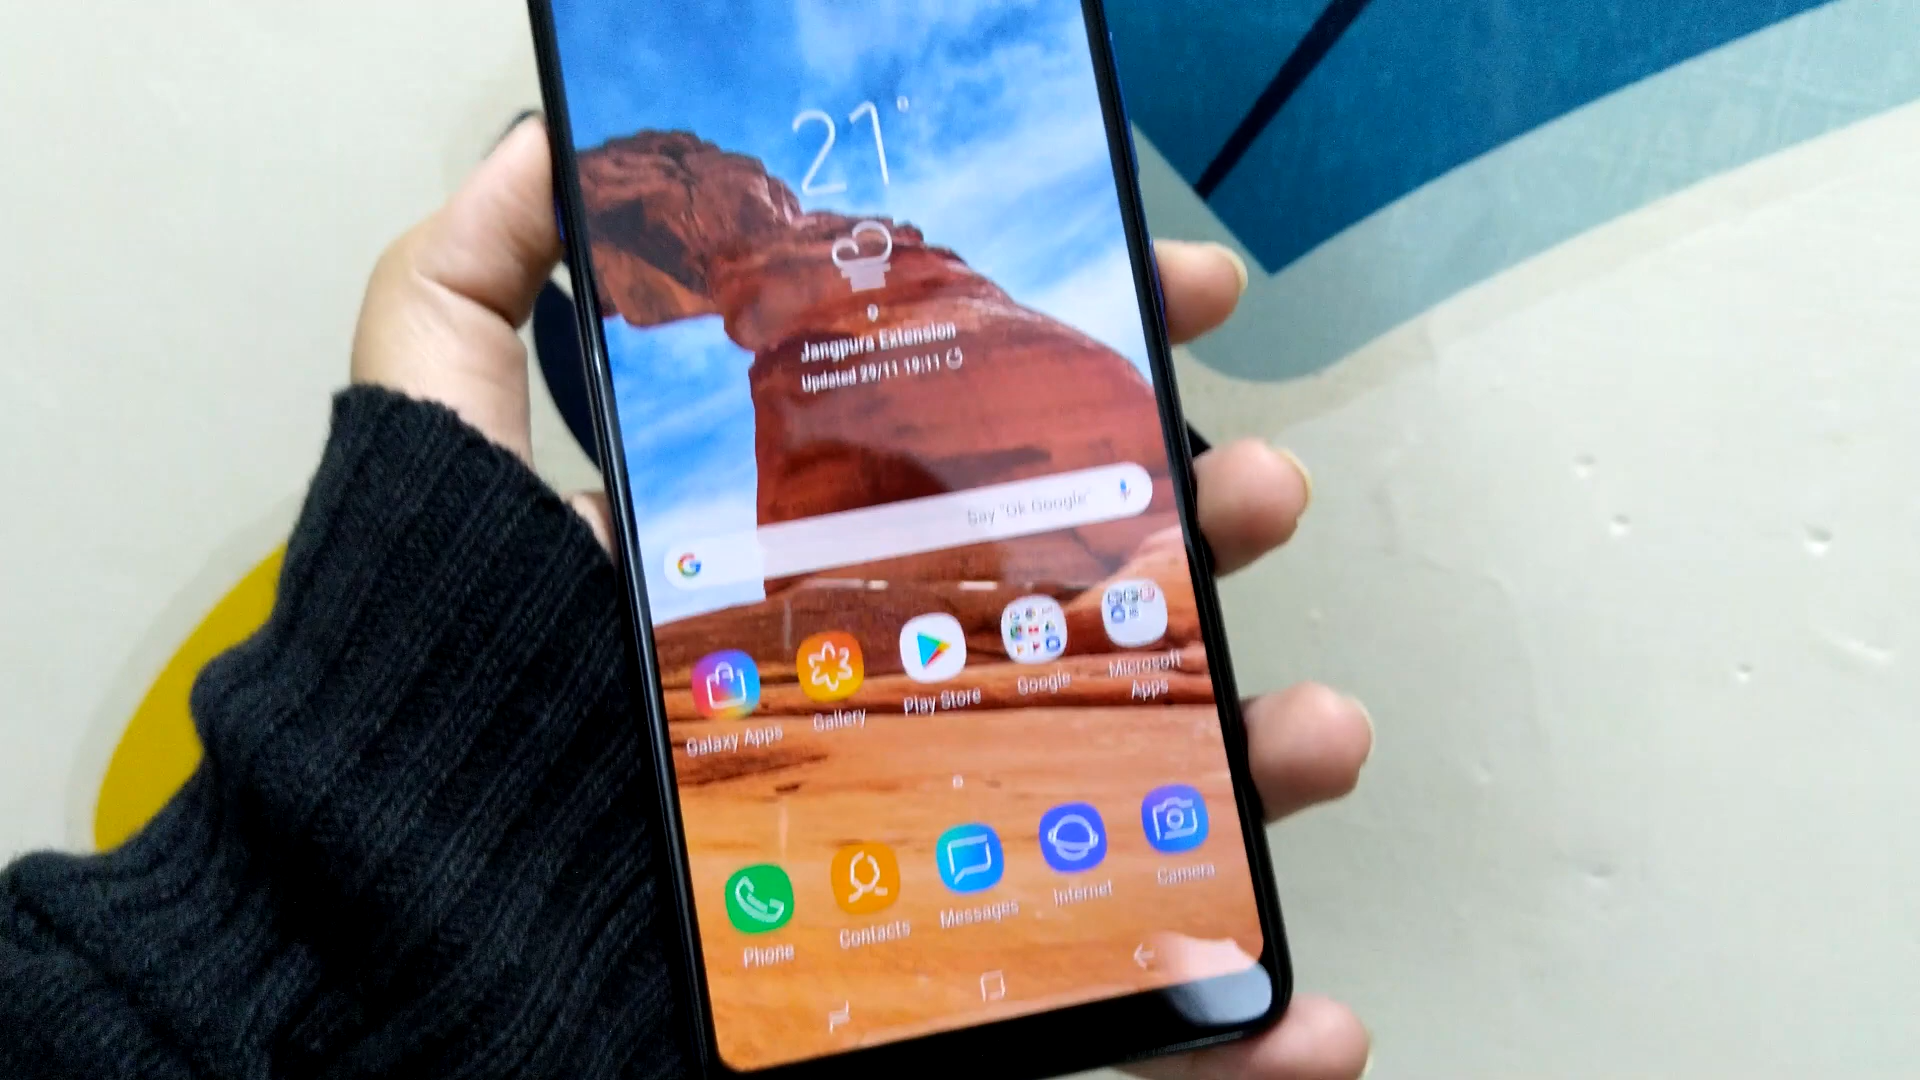 21°
Jangpura Extension
Updated 29/11 19:11
G
Say "Ok Google"
Galaxy Apps
Gallery
Play Store
Google
Microsoft
Apps
Phone
Contacts
Messages
Internet
Camera